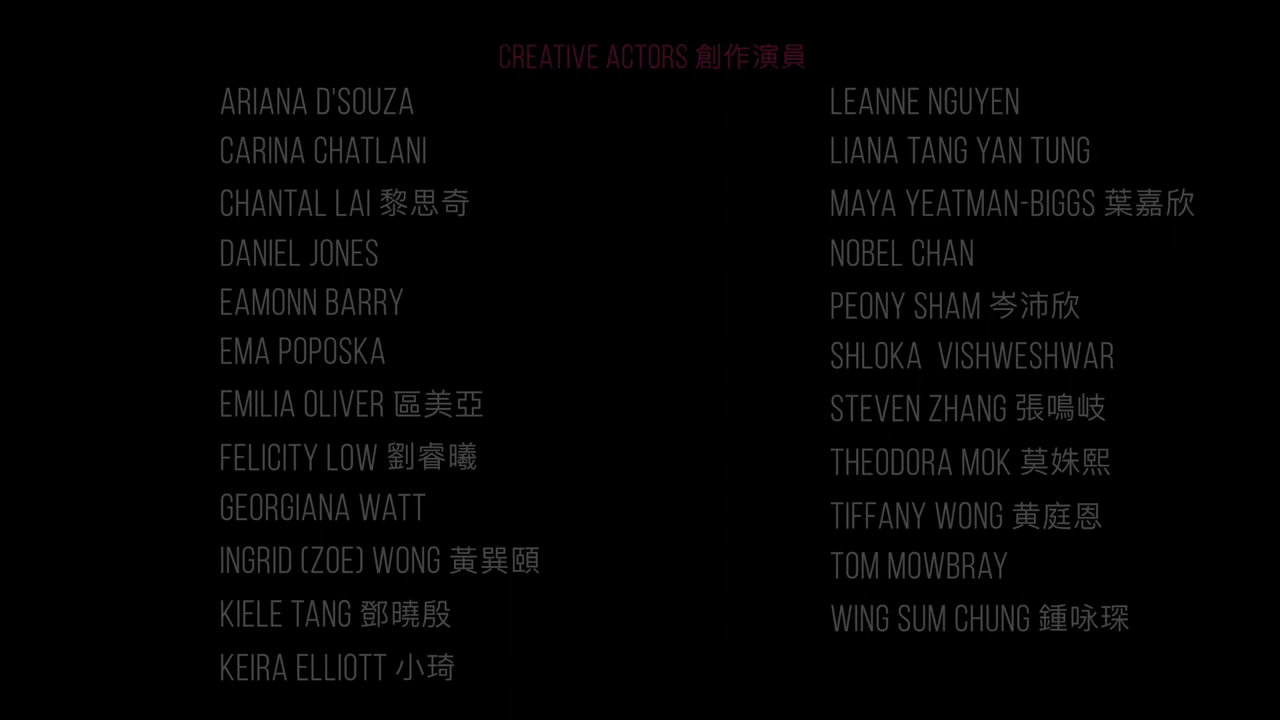 CREATIVE ACTORS 創作演員
ARIANA D'SOUZA
CARINA CHATLANI
CHANTAL LAI 黎思奇
DANIEL JONES
EAMONN BARRY
EMA POPOSKA
EMILIA OLIVER 區美亞
FELICITY LOW 劉睿曦
GEORGIANA WATT
INGRID (ZOE) WONG 黃巽頤
KIELE TANG 鄧曉殷
KEIRA ELLIOTT 小琦
LEANNE NGUYEN
LIANA TANG YAN TUNG
MAYA YEATMAN-BIGGS 葉嘉欣
NOBEL CHAN
PEONY SHAM 岑沛欣
SHLOKA VISHWESHWAR
STEVEN ZHANG 張鳴岐
THEODORA MOK 莫姝熙
TIFFANY WONG 黄庭恩
TOM MOWBRAY
WING SUM CHUNG 鍾咏琛